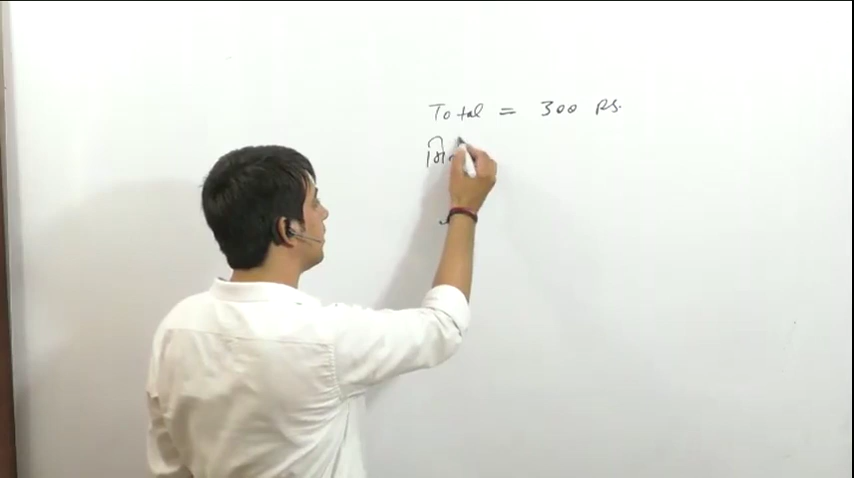 Total = 300 Rs.